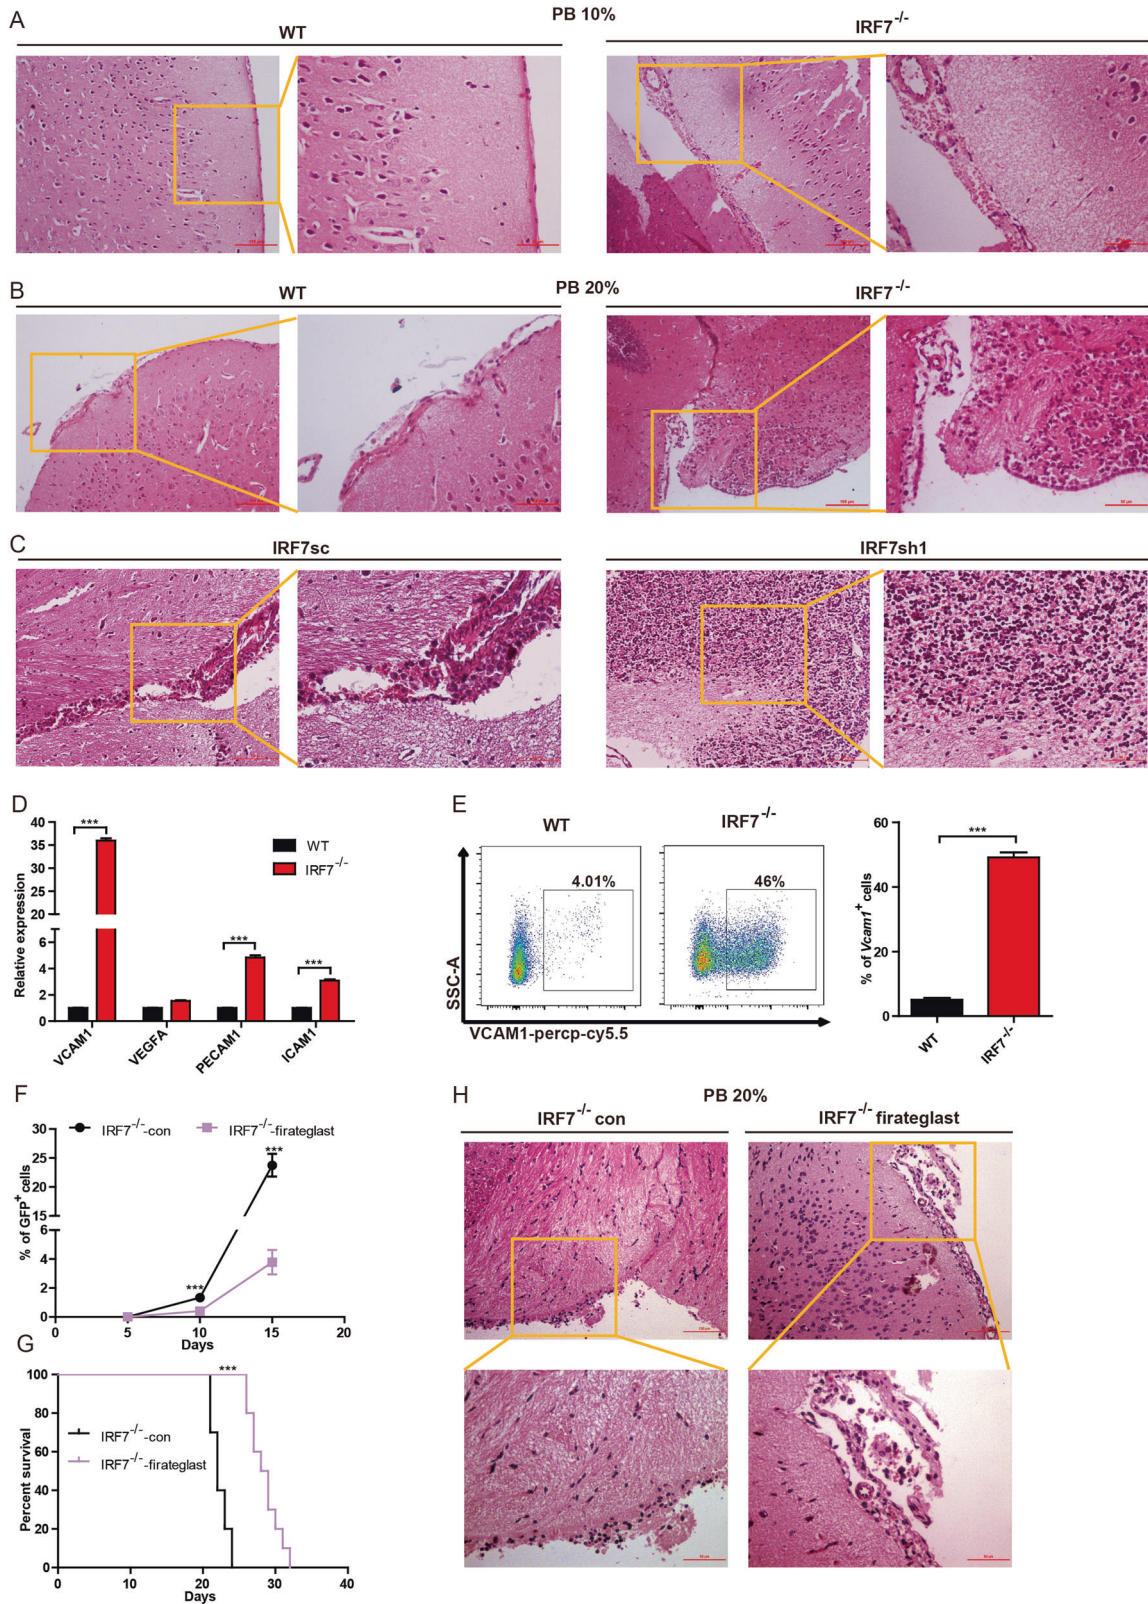 A
PB 10%
WT
IRF7-/-
B
PB 20%
WT
IRF7-/-
100 μm
50 μm
C
IRF7sc
IRF7sh1
D
Relative expression
40
35
30
25
20
6
4
2
0
***
***
***
WT
IRF7-/-
VCAM1
VEGFA
PECAM1
ICAM1
E
WT
IRF7-/-
4.01%
46%
SSC-A
VCAM1-percp-cy5.5
% of Vcam1+ cells
60
40
20
0
***
WT
IRF7-/-
F
IRF7-/--con
IRF7-/--firateglast
% of GFP+ cells
30
25
20
15
6
4
2
0
***
***
0
5
10
15
20
Days
G
***
Percent survival
100
80
60
40
20
0
IRF7-/--con
IRF7-/--firateglast
0
10
20
30
40
Days
H
PB 20%
IRF7-/- con
IRF7-/- firateglast